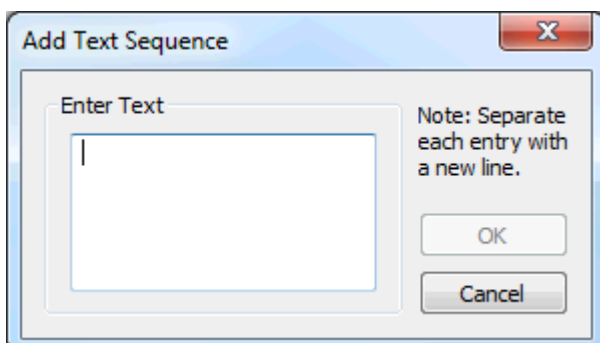 Add Text Sequence
Enter Text
Note: Separate
each entry with
a new line.
OK
Cancel